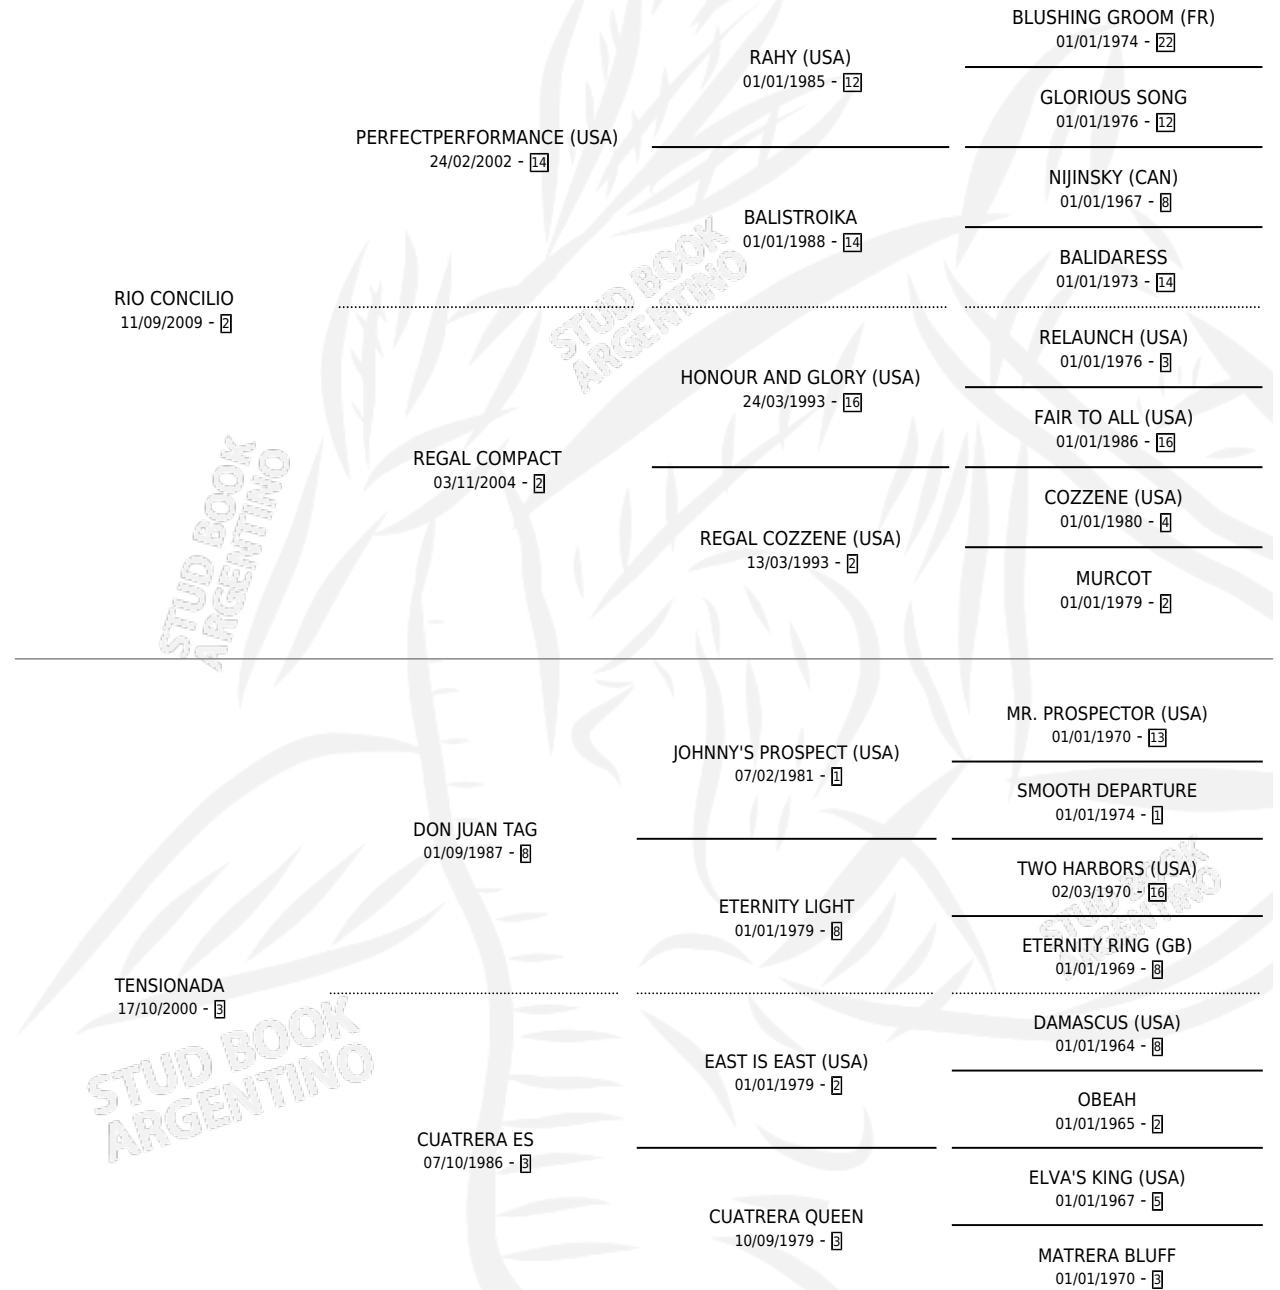 BLUSHING GROOM (FR)
01/01/1974 - 22
RAHY (USA)
01/01/1985 - 12
GLORIOUS SONG
01/01/1976 - 12
PERFECTPERFORMANCE (USA)
24/02/2002 - 14
NIJINSKY (CAN)
01/01/1967 - 8
BALISTROIKA
01/01/1988 - 14
BALIDARESS
01/01/1973 - 14
RIO CONCILIO
11/09/2009 - 2
RELAUNCH (USA)
01/01/1976 - 3
HONOUR AND GLORY (USA)
24/03/1993 - 16
FAIR TO ALL (USA)
01/01/1986 - 16
REGAL COMPACT
03/11/2004 - 2
COZZENE (USA)
01/01/1980 - 4
REGAL COZZENE (USA)
13/03/1993 - 2
MURCOT
01/01/1979 - 2
STUD BOOK
ARGENTINO
STUD BOOK
ARGENTINO
MR. PROSPECTOR (USA)
01/01/1970 - 13
JOHNNY'S PROSPECT (USA)
07/02/1981 - 1
SMOOTH DEPARTURE
01/01/1974 - 1
DON JUAN TAG
01/09/1987 - 8
TWO HARBORS (USA)
02/03/1970 - 16
ETERNITY LIGHT
01/01/1979 - 8
ETERNITY RING (GB)
01/01/1969 - 8
TENSIONADA
17/10/2000 - 3
DAMASCUS (USA)
01/01/1964 - 8
EAST IS EAST (USA)
01/01/1979 - 2
OBEAH
01/01/1965 - 2
CUATRERA ES
07/10/1986 - 3
ELVA'S KING (USA)
01/01/1967 - 5
CUATRERA QUEEN
10/09/1979 - 3
MATRERA BLUFF
01/01/1970 - 3
STUD BOOK
ARGENTINO
STUD BOOK
ARGENTINO